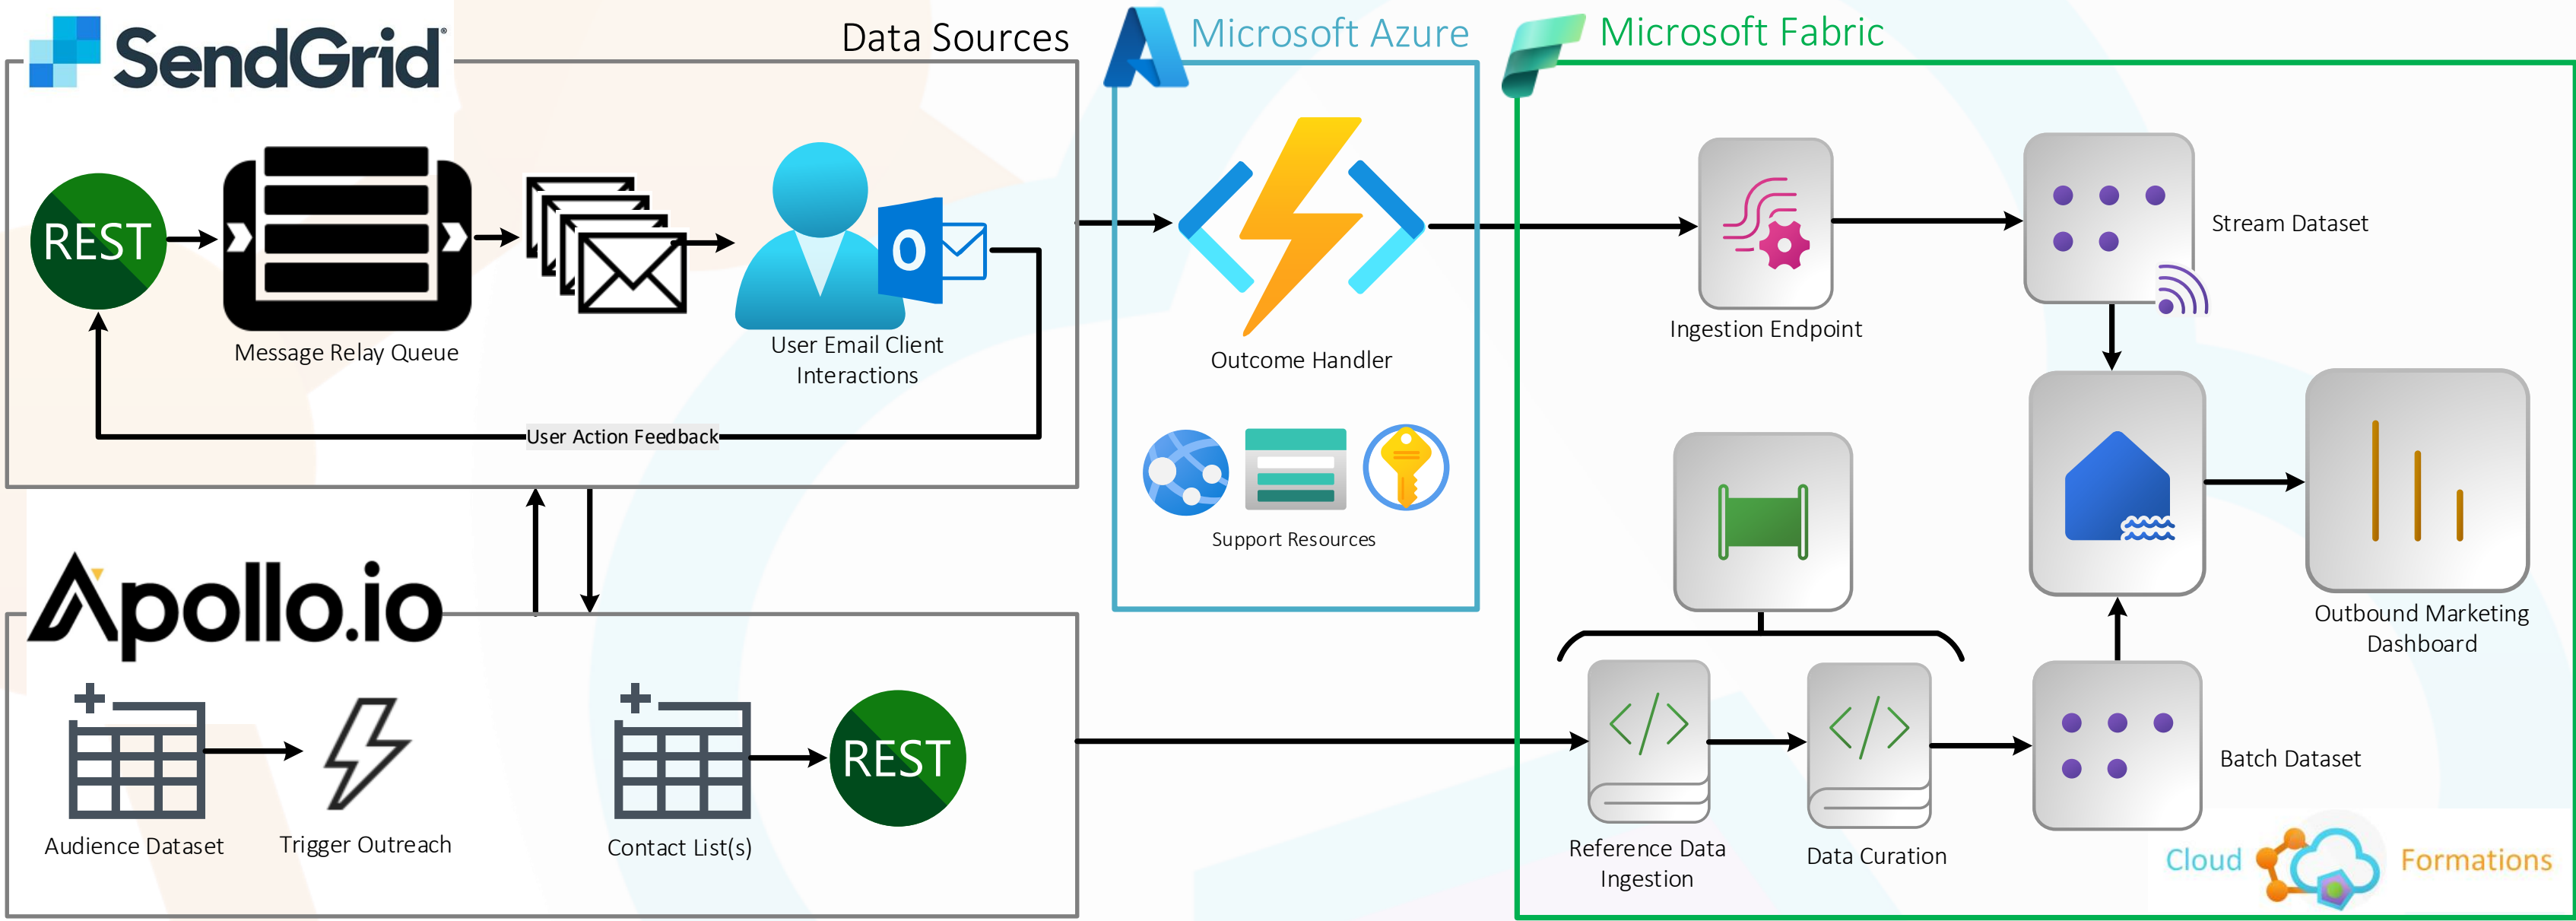 SendGrid
Data Sources
Microsoft Azure
Microsoft Fabric
REST
Message Relay Queue
O
User Email Client
Interactions
User Action Feedback
Outcome Handler
Support Resources
Ingestion Endpoint
Stream Dataset
Outbound Marketing
Dashboard
Apollo.io
Audience Dataset
Trigger Outreach
Contact List(s)
REST
</>
Reference Data
Ingestion
</>
Data Curation
Batch Dataset
Cloud Formations